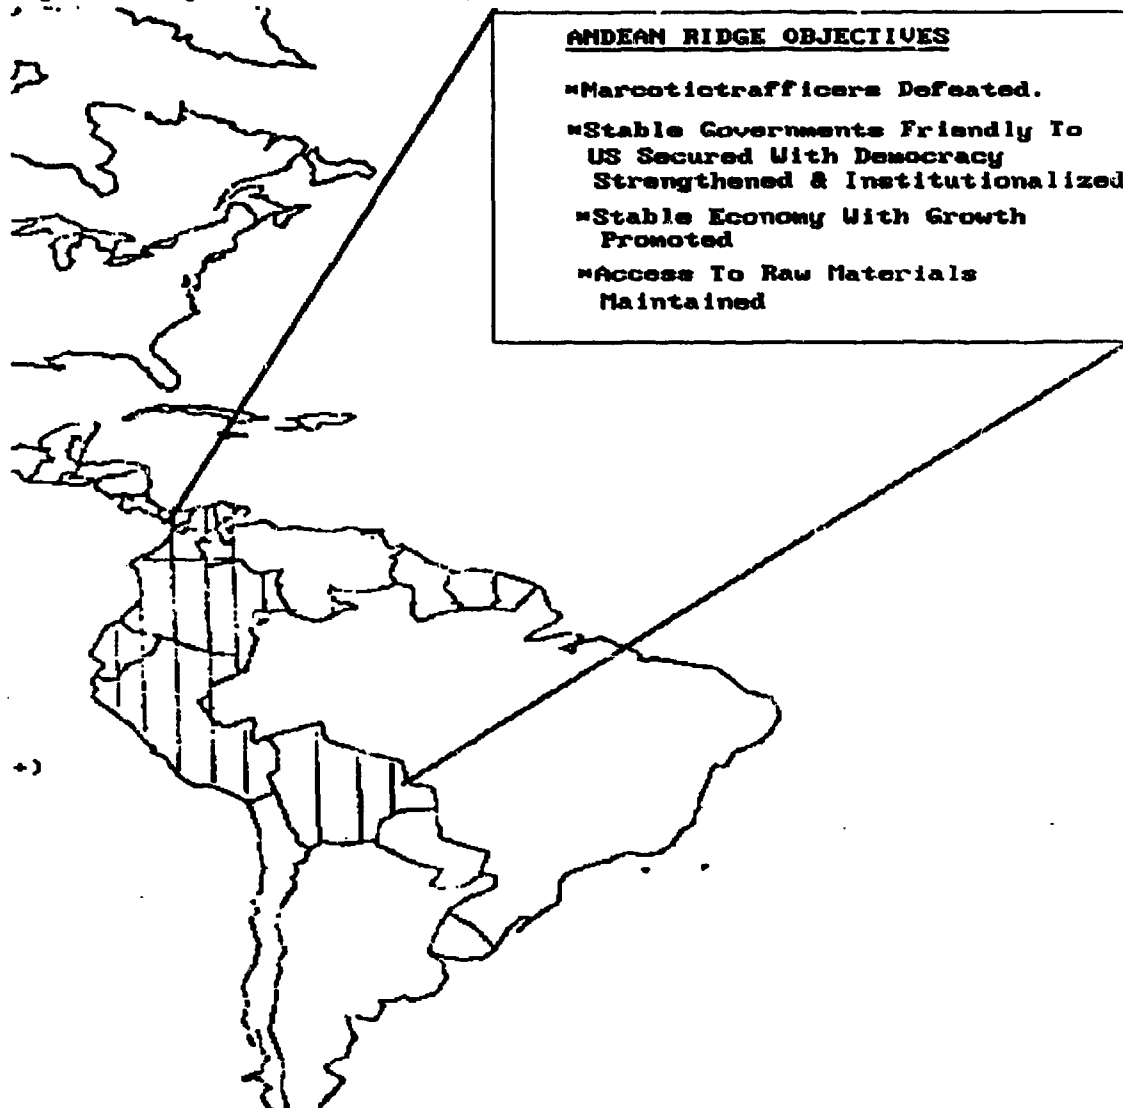 ANDEAN RIDGE OBJECTIVES
*Marcotictrafficers Defeated.
*Stable Governments Friendly To
US Secured With Democracy
Strengthened & Institutionalized
*Stable Economy With Growth
Promoted
*Access To Raw Materials
Maintained
+)